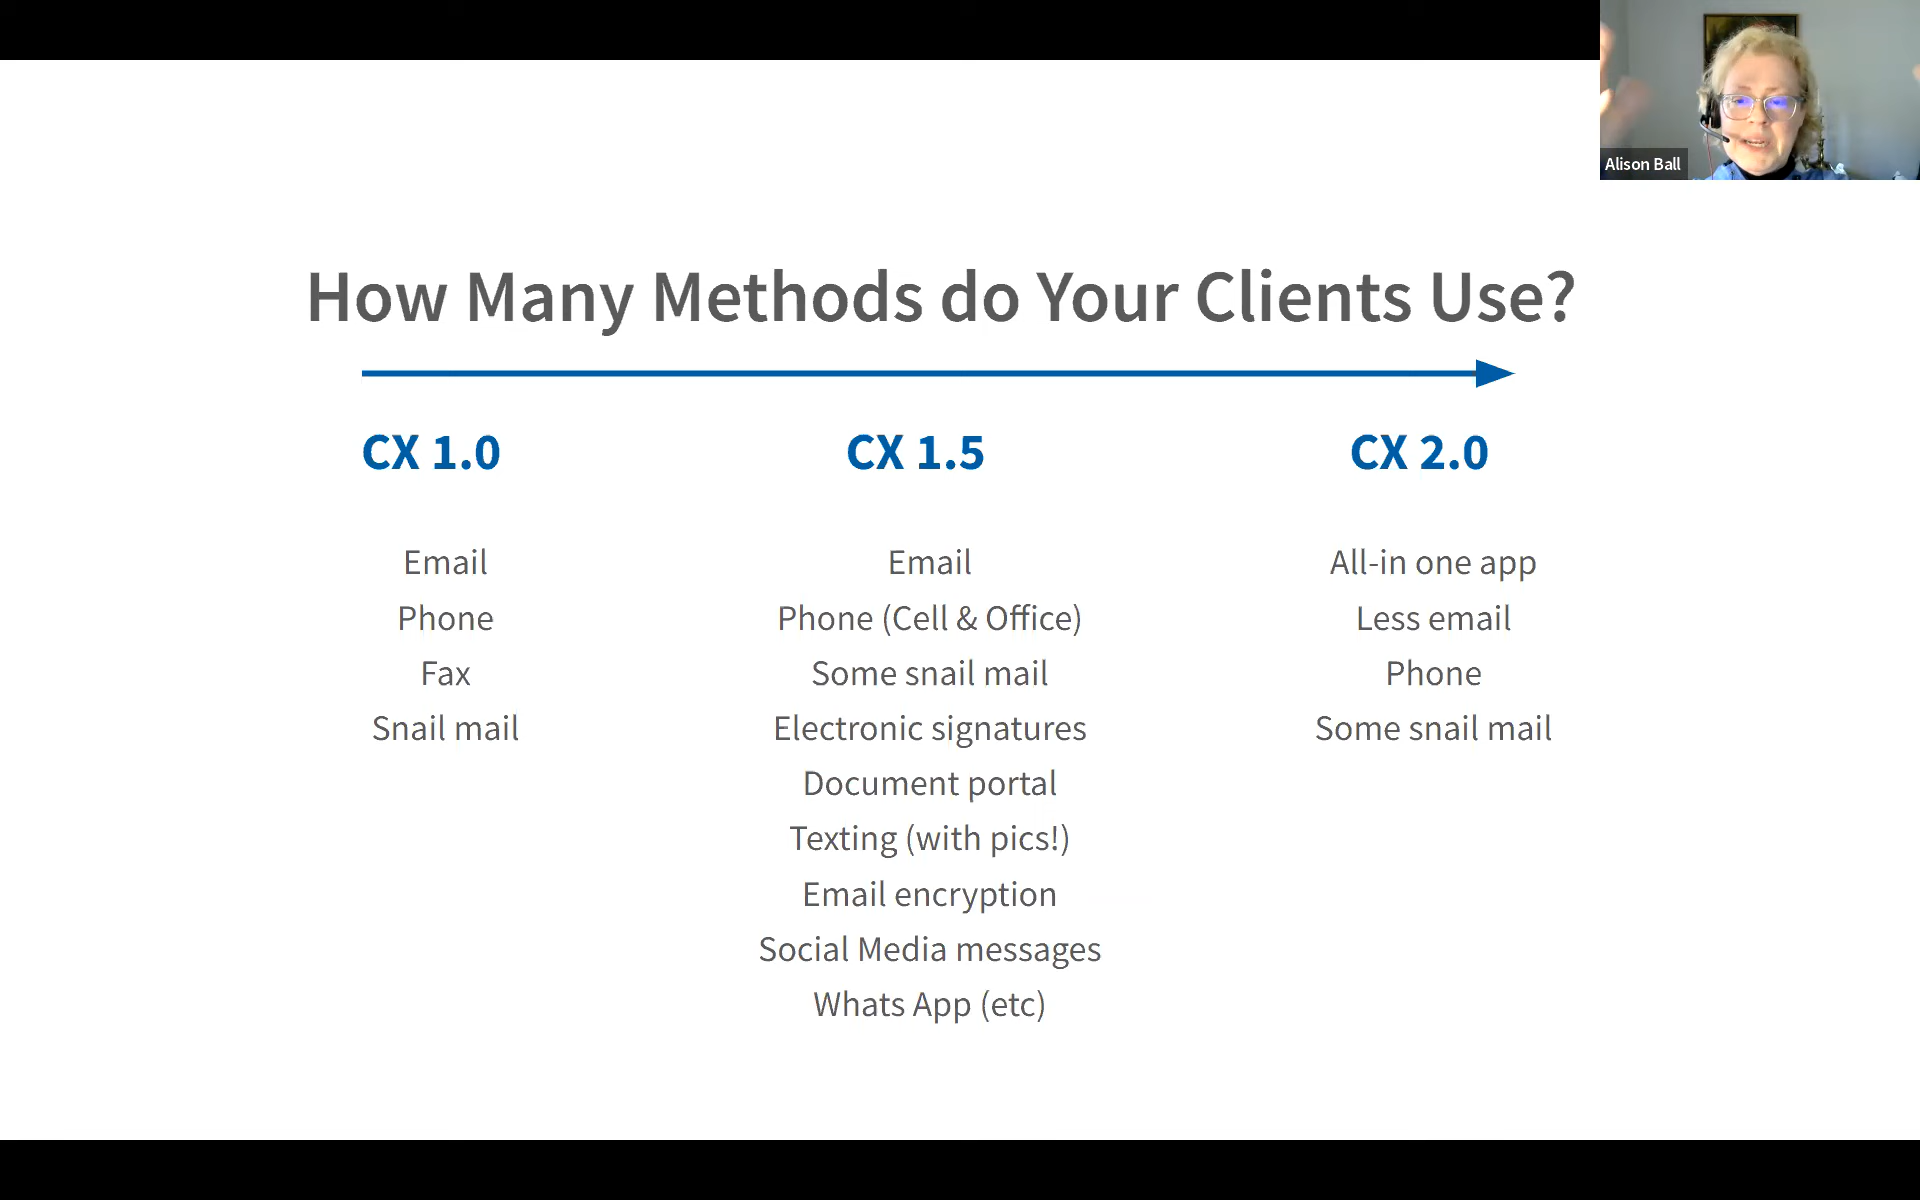 Alison Ball
How Many Methods do Your Clients Use?
CX 1.0
Email
Phone
Fax
Snail mail
CX 1.5
Email
Phone (Cell & Office)
Some snail mail
Electronic signatures
Document portal
Texting (with pics!)
Email encryption
Social Media messages
Whats App (etc)
CX 2.0
All-in one app
Less email
Phone
Some snail mail